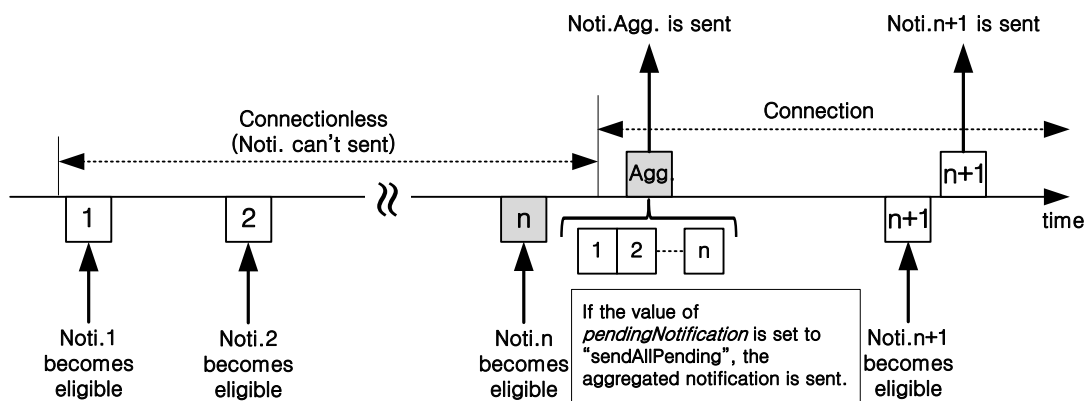 Noti.Agg. is sent
Noti.n+1 is sent
Connectionless
(Noti. can't sent)
Connection
Agg.
n+1
1
2
n
n+1
time
1
2
n
Noti.1
becomes
eligible
Noti.2
becomes
eligible
Noti.n
becomes
eligible
If the value of
pendingNotification is set to
“sendAllPending”, the
aggregated notification is sent.
Noti.n+1
becomes
eligible